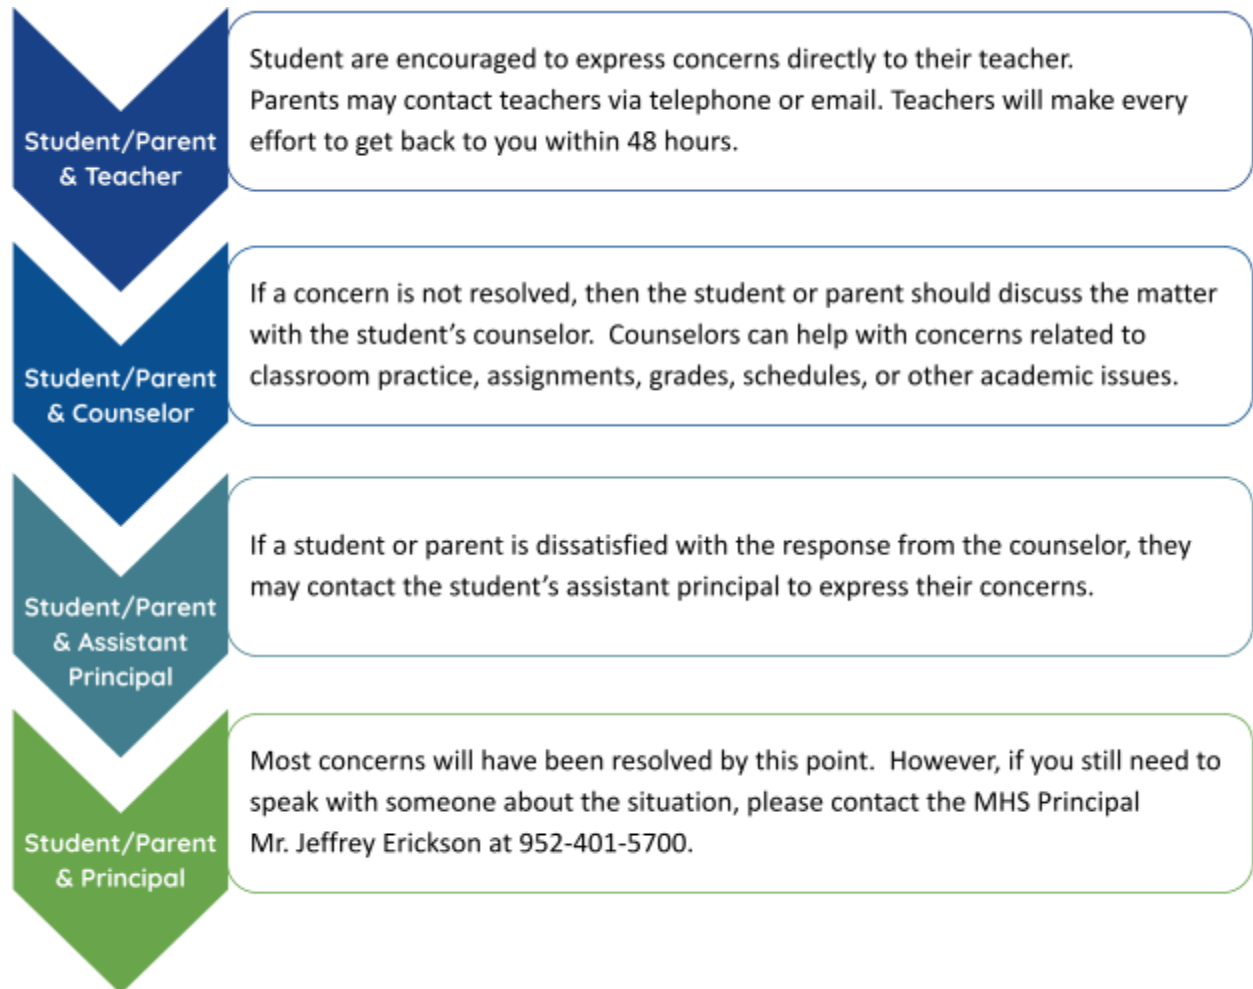 Student/Parent
& Teacher
Student are encouraged to express concerns directly to their teacher.
Parents may contact teachers via telephone or email. Teachers will make every
effort to get back to you within 48 hours.
Student/Parent
& Counselor
If a concern is not resolved, then the student or parent should discuss the matter
with the student’s counselor.  Counselors can help with concerns related to
classroom practice, assignments, grades, schedules, or other academic issues.
Student/Parent
& Assistant
Principal
If a student or parent is dissatisfied with the response from the counselor, they
may contact the student’s assistant principal to express their concerns.
Student/Parent
& Principal
Most concerns will have been resolved by this point.  However, if you still need to
speak with someone about the situation, please contact the MHS Principal
Mr. Jeffrey Erickson at 952-401-5700.